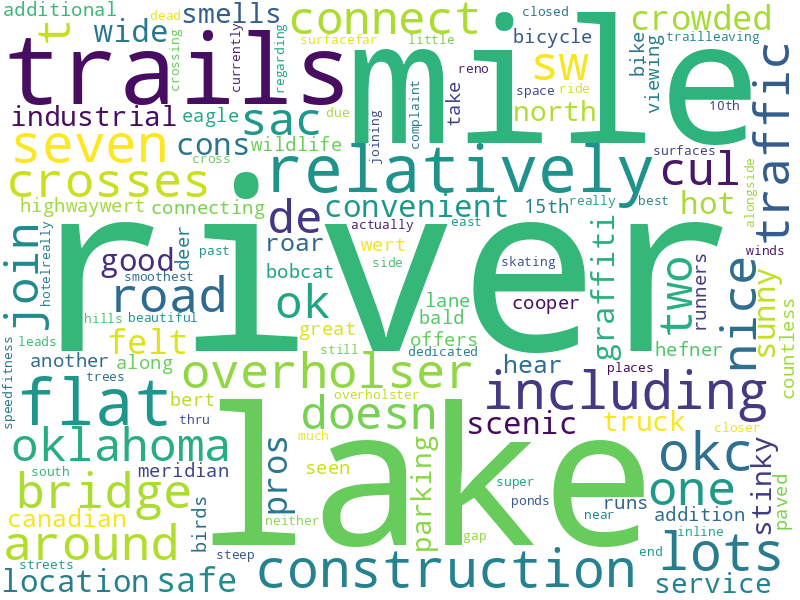 additional smells connect crowded
t wide bicycle closed trailleaving
dead crossing currently regarding surfacefar little bike viewing
trails mile
sw reno space ride 10th
industrial eagle sac take north traffic
due complaint joining
seven cons wildlife surfaces
crosses relatively cul
highwaywert connecting convenient 15th really best hot alongside
de actually east
join hotelreally deer good roar wert side graffiti two runners nice winds
past bobcat skating
smoothest road ok lane cooper sunny countless
river
hills beautiful great bald
leads felt still offers hear hefner
speedfitness another along dedicated places
trees overholser including
flat bert overholster closer
thru much scenic truck
oklahoma pros doesn okc
south meridian seen parking super stinky paved
bridge lake ponds runs one
canadian birds neither near addition
around steep gap inline
streets end lots
location safe construction service